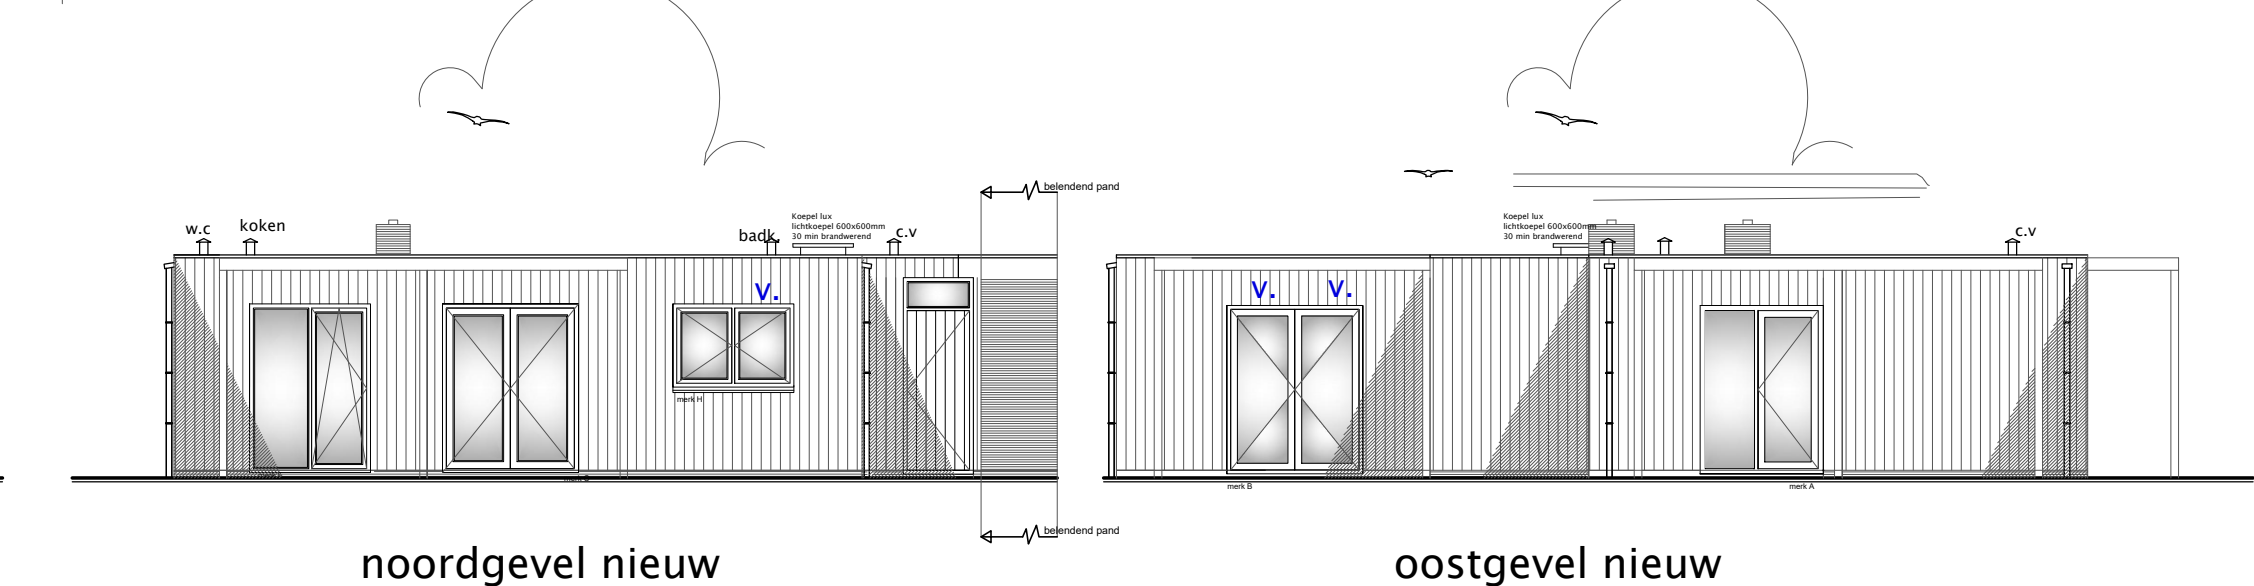 belendend pand
w.c
koken
badk.
Koepel lux
lichtkoepel 600x600mm
30 min brandwerend
c.v
v.
merk H
belendend pand
noordgevel nieuw
Koepel lux
lichtkoepel 600x600mm
30 min brandwerend
c.v
v.
v.
merk B
merk A
oostgevel nieuw